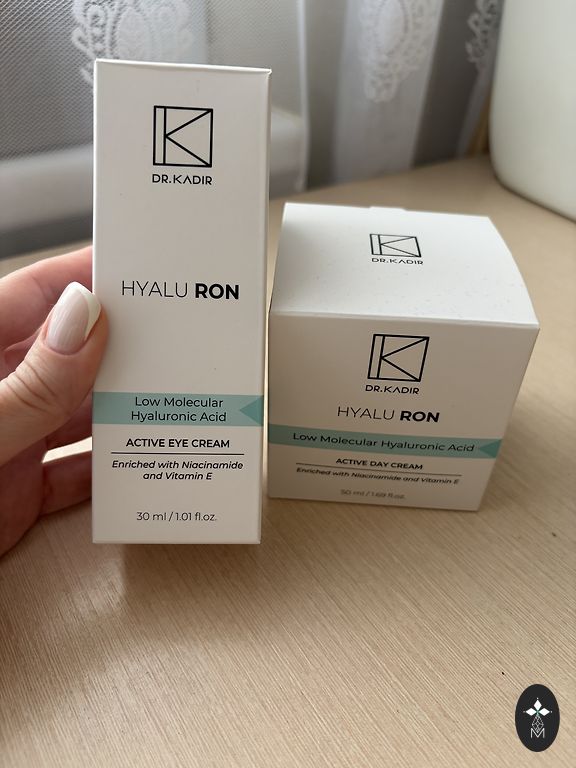 DR.KADIR
HYALU RON
Low Molecular
Hyaluronic Acid
ACTIVE EYE CREAM
Enriched with Niacinamide
and Vitamin E
30 ml / 1.01 fl.oz.
DR.KADIR
DR.KADIR
HYALU RON
Low Molecular Hyaluronic Acid
ACTIVE DAY CREAM
Enriched with Niacinamide and Vitamin E
50 ml / 1.69 fl.oz.
M